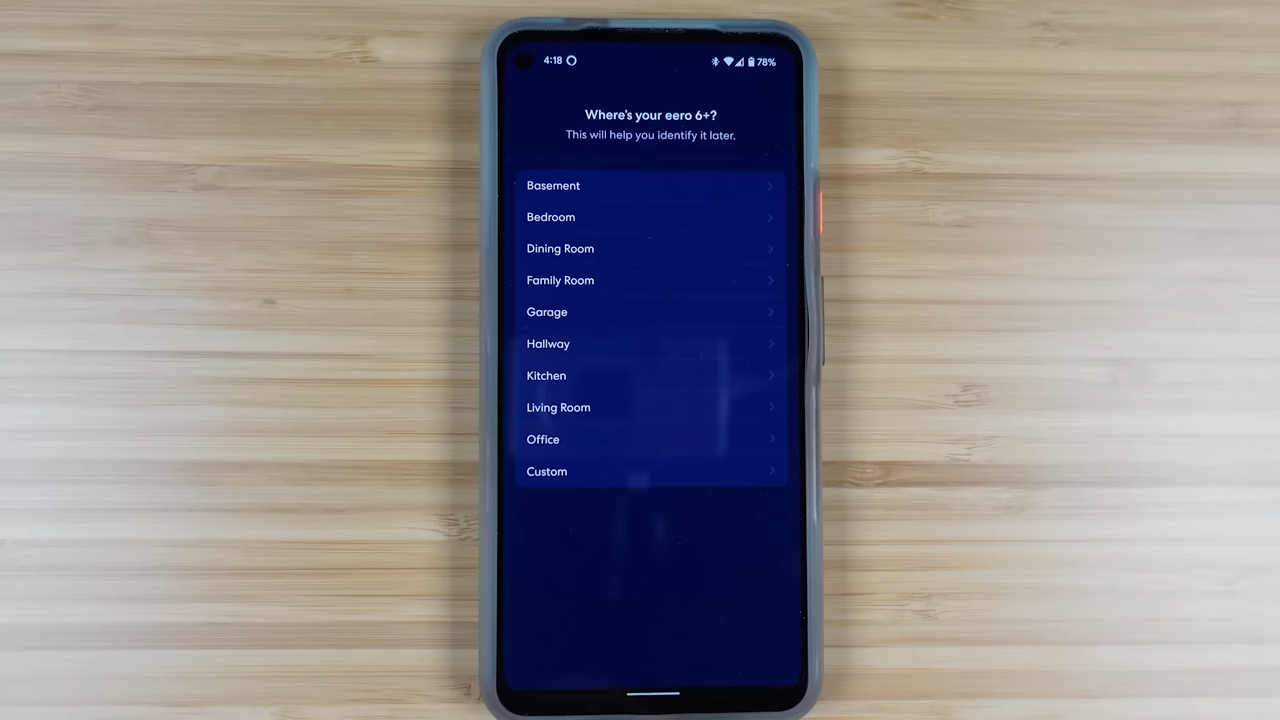 4:18
78%
Where's your eero 6+?
This will help you identify it later.
Basement
Bedroom
Dining Room
Family Room
Garage
Hallway
Kitchen
Living Room
Office
Custom